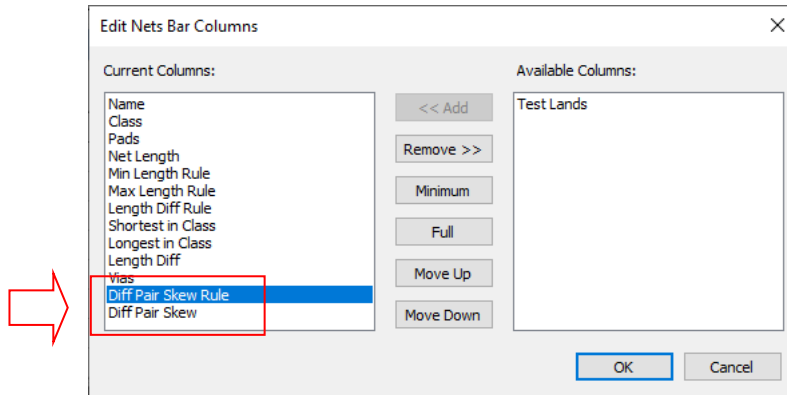 Edit Nets Bar Columns
Current Columns:
Available Columns:
Name
Class
Pads
Net Length
Min Length Rule
Max Length Rule
Length Diff Rule
Shortest in Class
Longest in Class
Length Diff
Vias
Diff Pair Skew Rule
Diff Pair Skew
<< Add
Remove >>
Minimum
Full
Move Up
Move Down
Test Lands
OK
Cancel